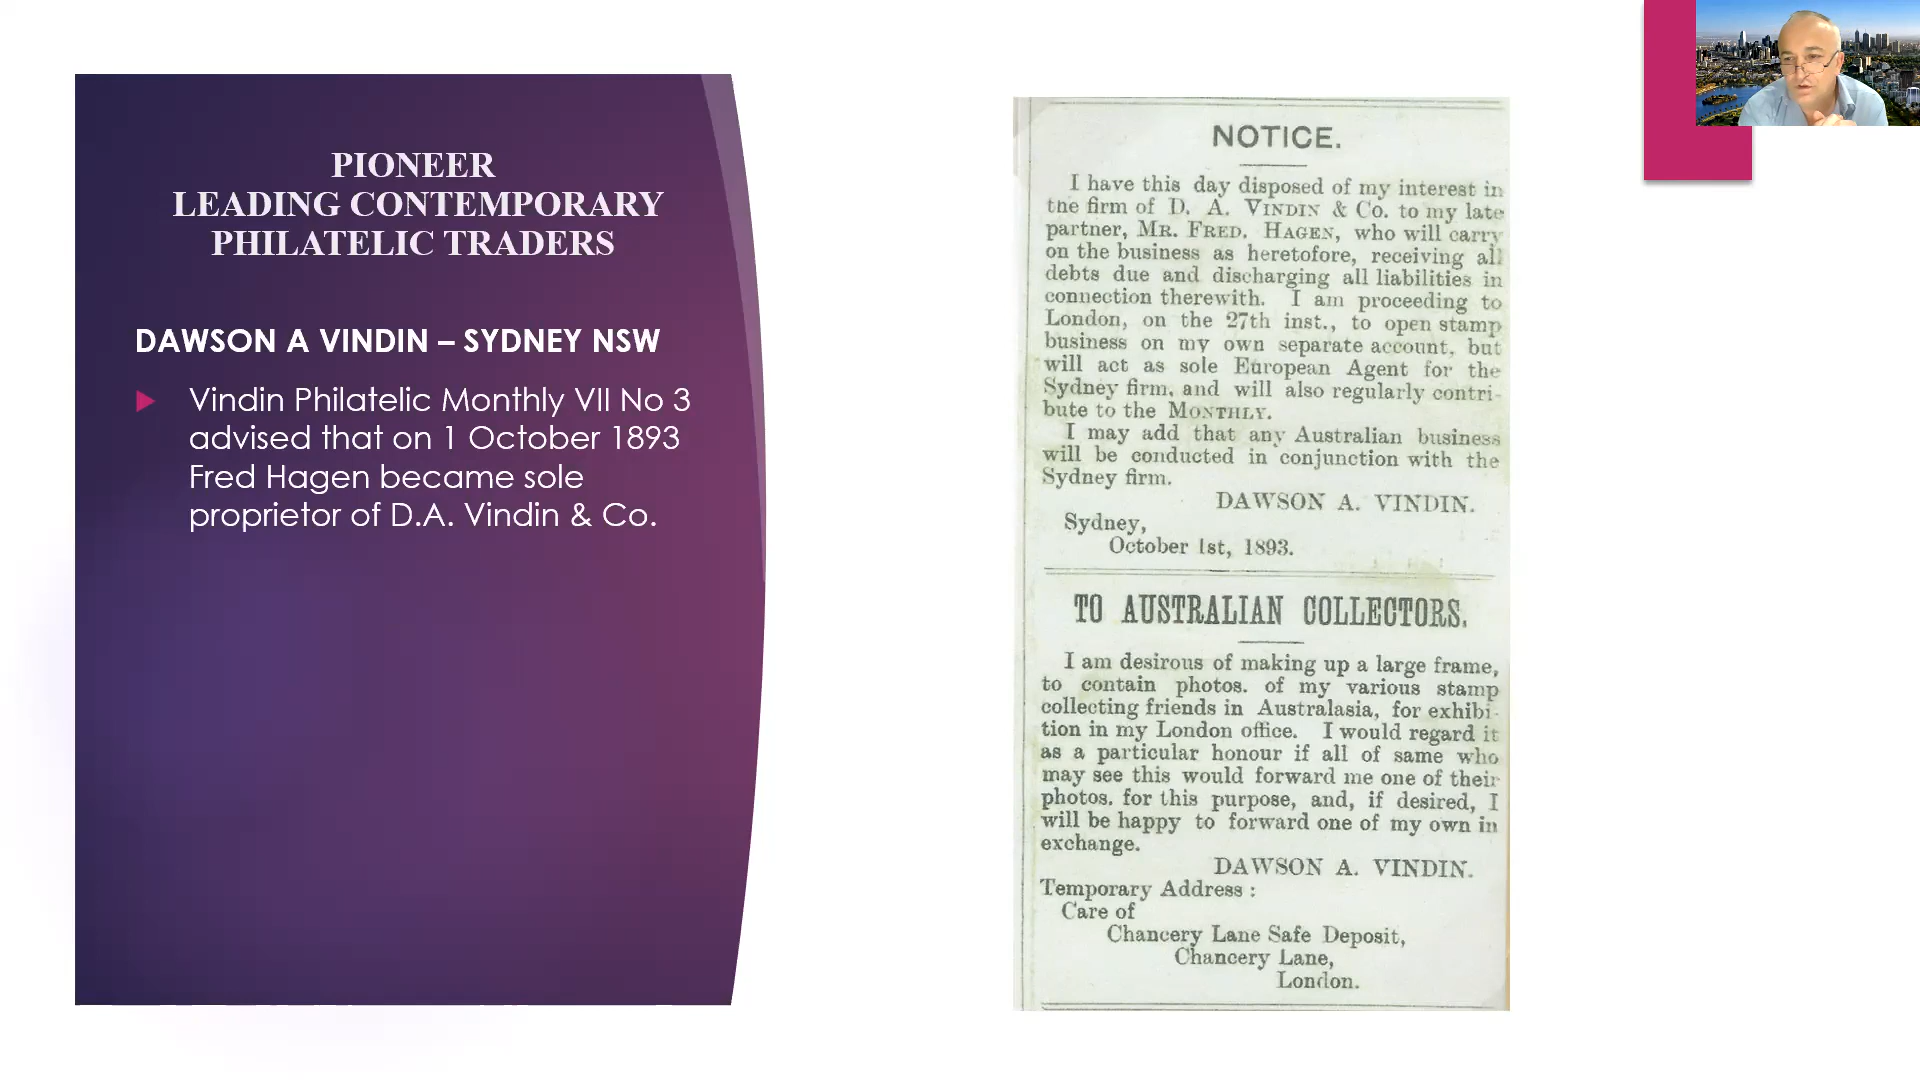 PIONEER
LEADING CONTEMPORARY
PHILATELIC TRADERS
DAWSON A VINDIN – SYDNEY NSW
Vindin Philatelic Monthly VII No 3
advised that on 1 October 1893
Fred Hagen became sole
proprietor of D.A. Vindin & Co.
NOTICE.
I have this day disposed of my interest in
the firm of D. A. VINDIN & Co. to my late
partner, MR. FRED. HAGEN, who will carry
on the business as heretofore, receiving all
debts due and discharging all liabilities in
connection therewith. I am proceeding to
London, on the 27th inst., to open stamp
business on my own separate account, but
will act as sole European Agent for the
Sydney firm, and will also regularly contri-
bute to the MONTHLY.
I may add that any Australian business
will be conducted in conjunction with the
Sydney firm.
DAWSON A. VINDIN.
Sydney,
October 1st, 1893.
TO AUSTRALIAN COLLECTORS.
I am desirous of making up a large frame,
to contain photos. of my various stamp
collecting friends in Australasia, for exhibi-
tion in my London office. I would regard it
as a particular honour if all of same who
may see this would forward me one of their
photos. for this purpose, and, if desired, I
will be happy to forward one of my own in
exchange.
DAWSON A. VINDIN.
Temporary Address :
Care of
Chancery Lane Safe Deposit,
Chancery Lane,
London.